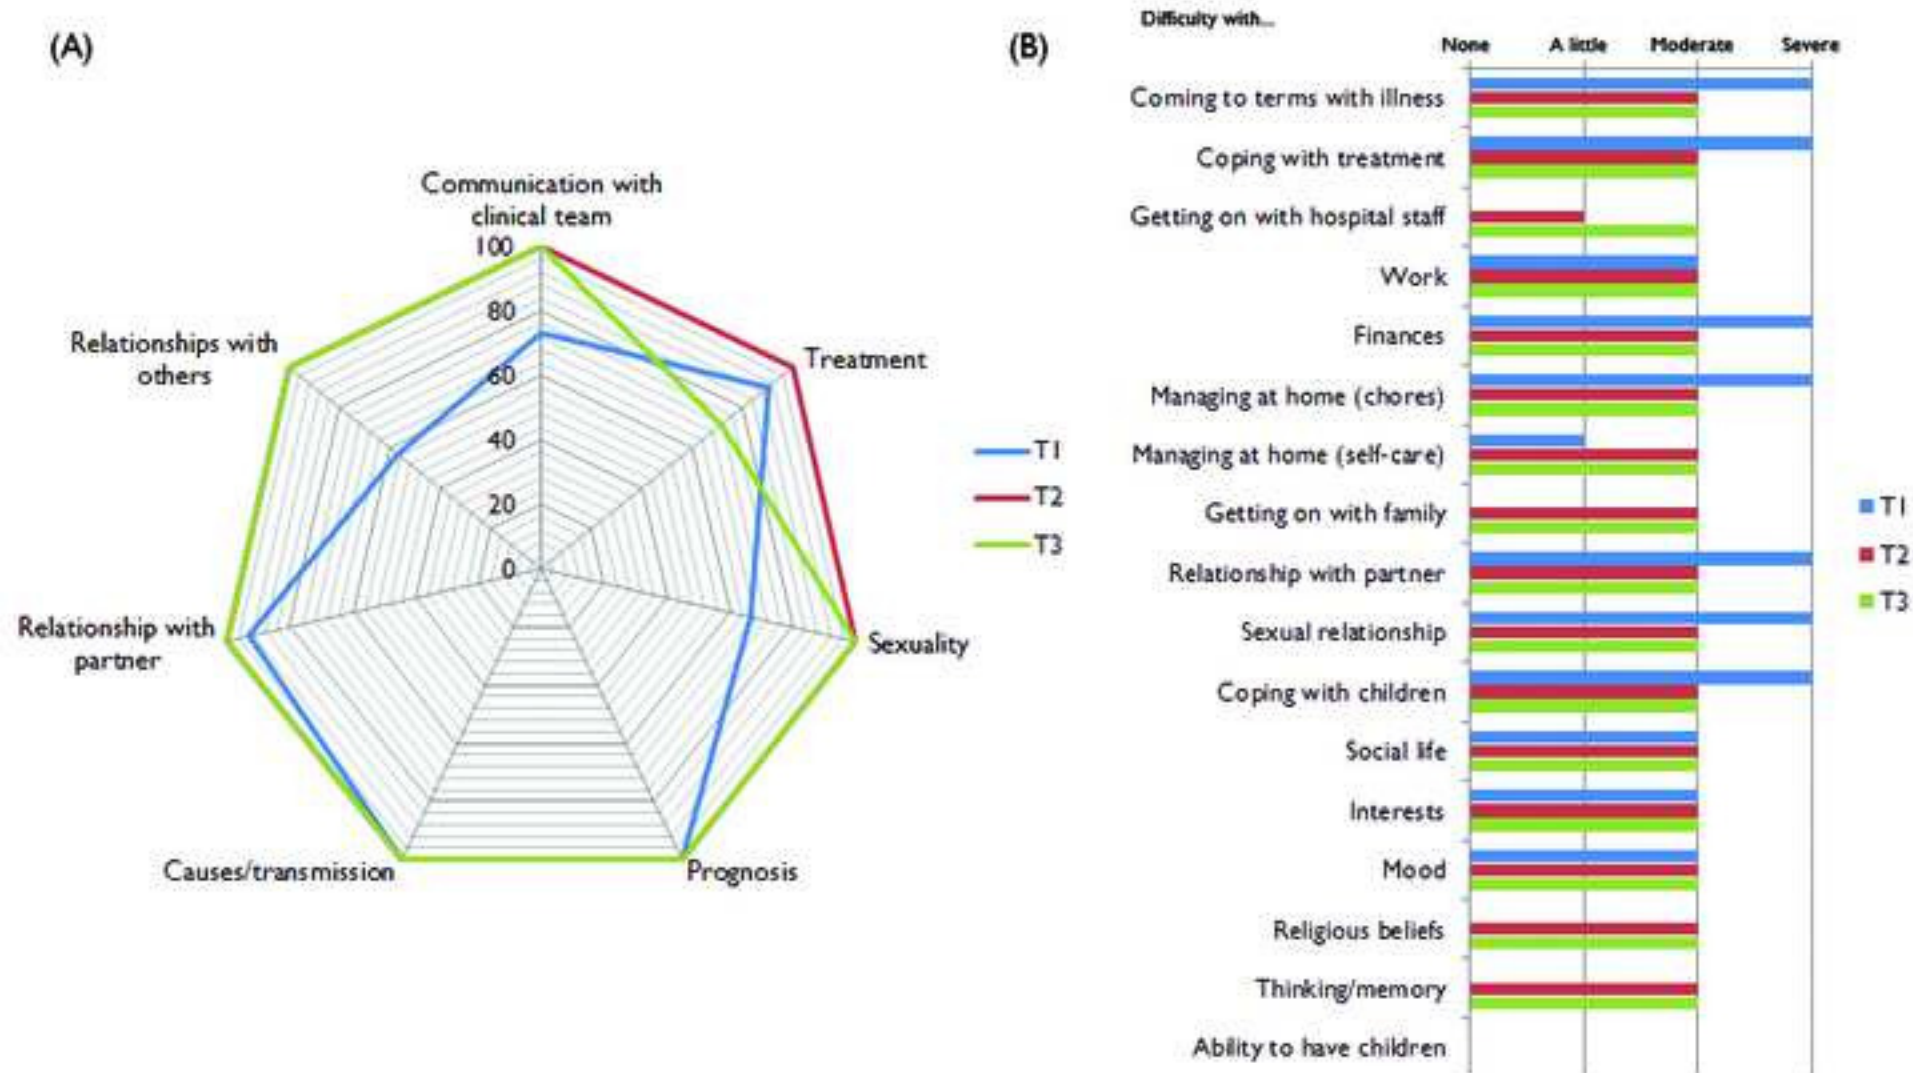 (A)
Communication with
clinical team
100
80
60
40
20
0
Relationships with
others
Treatment
Relationship with
partner
Sexuality
Causes/transmission
Prognosis
T1
T2
T3
(B)
Difficulty with...
None A little Moderate Severe
Coming to terms with illness
Coping with treatment
Getting on with hospital staff
Work
Finances
Managing at home (chores)
Managing at home (self-care)
Getting on with family
Relationship with partner
Sexual relationship
Coping with children
Social life
Interests
Mood
Religious beliefs
Thinking/memory
Ability to have children
T1
T2
T3